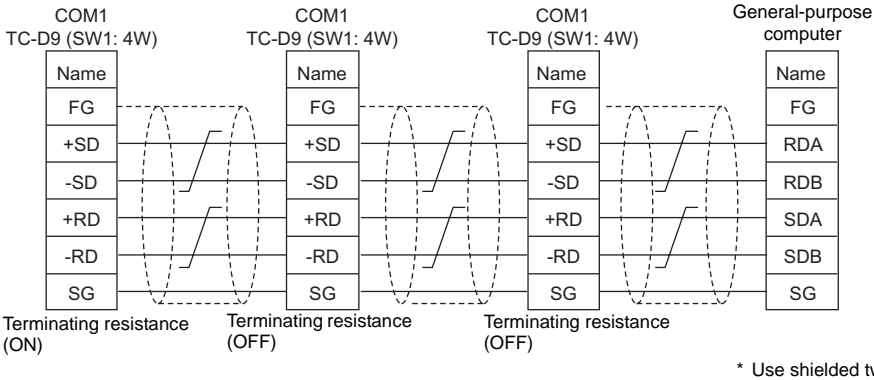 COM1
TC-D9 (SW1: 4W)
COM1
TC-D9 (SW1: 4W)
COM1
TC-D9 (SW1: 4W)
General-purpose
computer
Name
FG
+SD
-SD
+RD
-RD
SG
Name
FG
+SD
-SD
+RD
-RD
SG
Name
FG
+SD
-SD
+RD
-RD
SG
Name
FG
RDA
RDB
SDA
SDB
SG
Terminating resistance
(ON)
Terminating resistance
(OFF)
Terminating resistance
(OFF)
* Use shielded